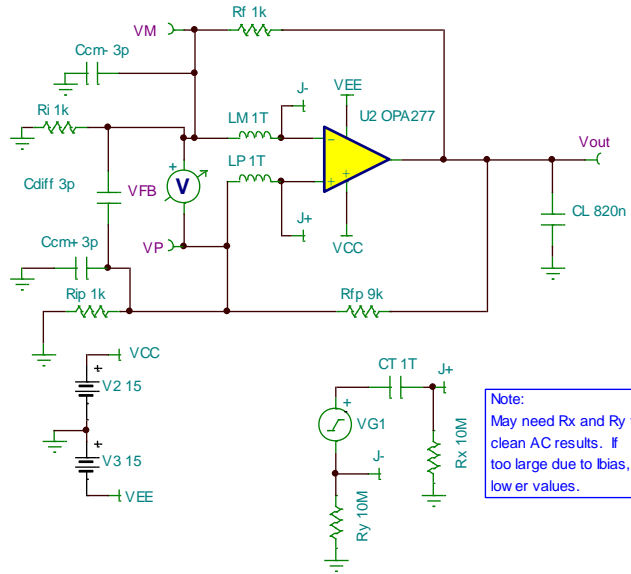 VM
Rf 1k
Ccm- 3p
J-
VEE
Ri 1k
LM 1T
U2 OPA277
Vout
+
LP 1T
Cdiff 3p
VFB
V
CL 820n
Ccm+ 3p
VP
J+
VCC
Rip 1k
Rfp 9k
VCC
CT 1T
J+
V2 15
VG1
Rx 10M
V3 15
J-
VEE
Ry 10M
Note:
May need Rx and Ry
clean AC results. If
too large due to Ibias,
lower values.